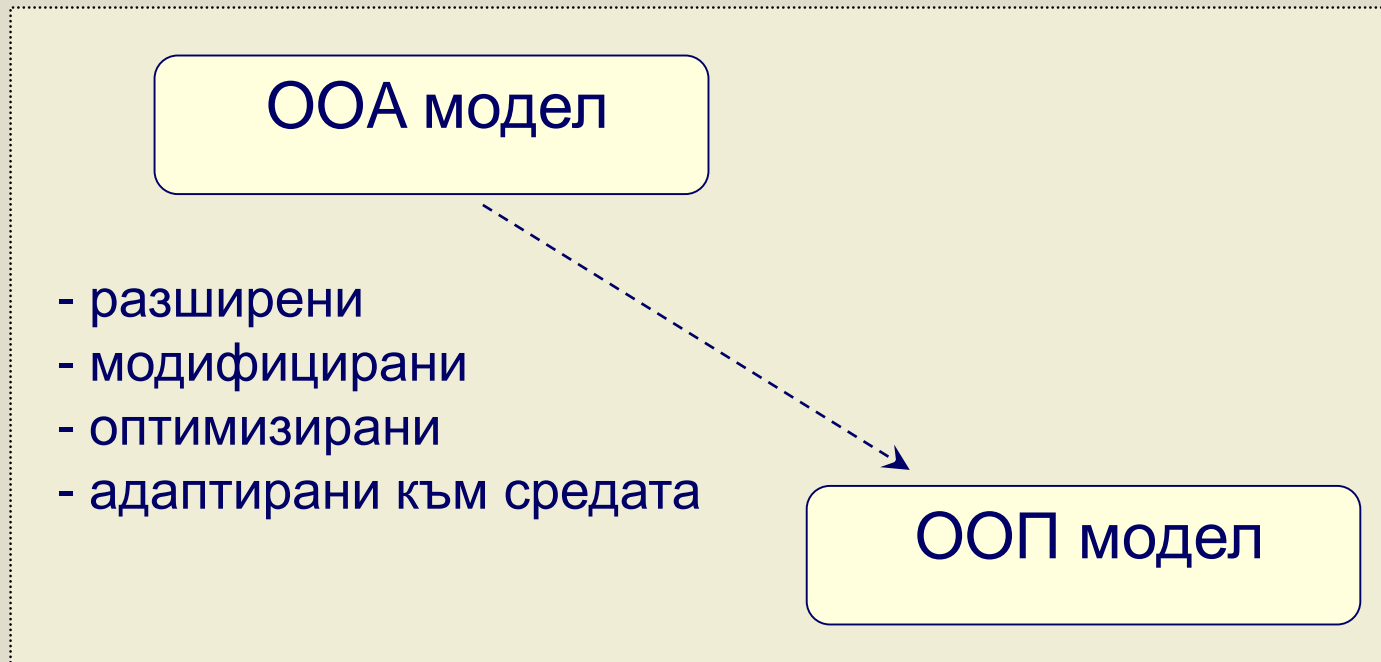 ООА модел
- разширени
- модифицирани
- оптимизирани
- адаптирани към средата
ООП модел